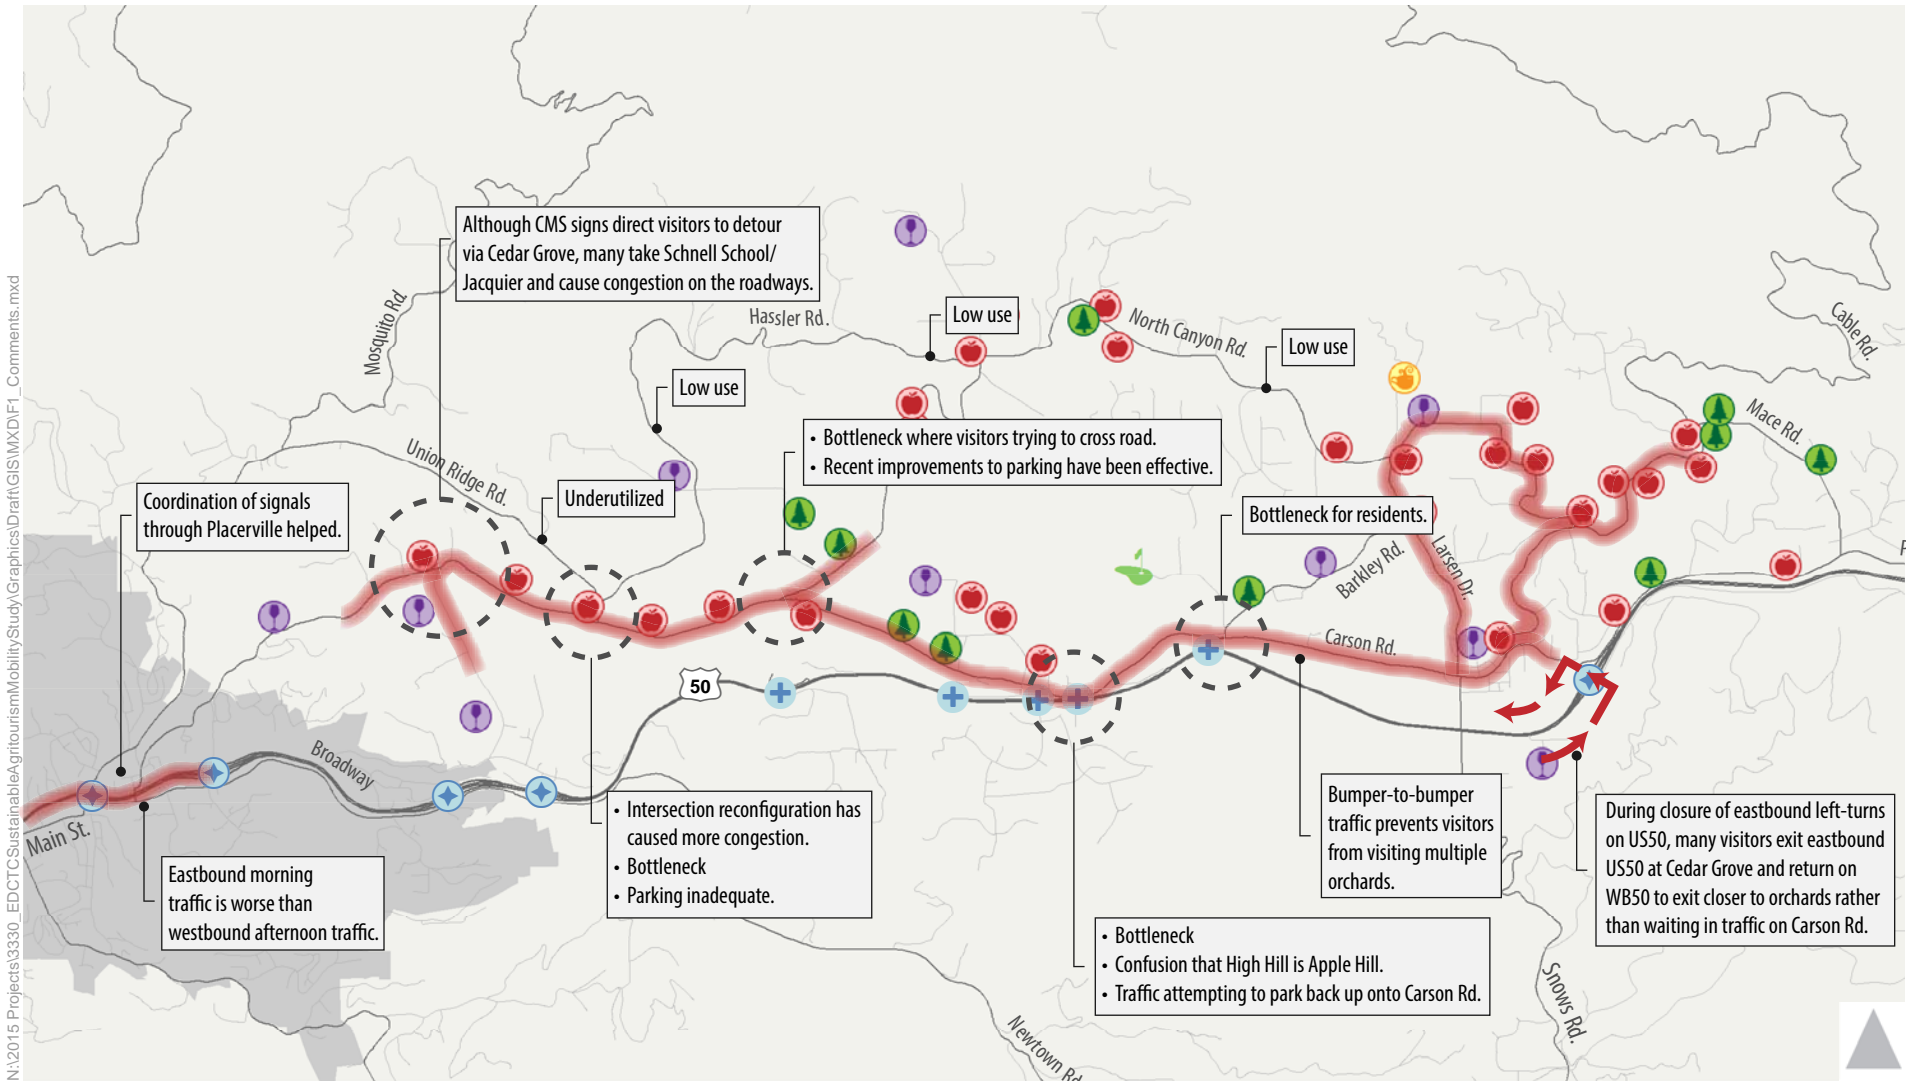 Although CMS signs direct visitors to detour
via Cedar Grove, many take Schnell School/
Jacquier and cause congestion on the roadways.
Mosquito Rd.
Hassler Rd.
Low use
North Canyon Rd.
Low use
Cable Rd.
Low use
Mace Rd.
• Bottleneck where visitors trying to cross road.
• Recent improvements to parking have been effective.
Union Ridge Rd.
Underutilized
Coordination of signals
through Placerville helped.
Bottleneck for residents.
Barkley Rd.
Larsen Dr.
Carson Rd.
50
Broadway
Main St.
Eastbound morning
traffic is worse than
westbound afternoon traffic.
• Intersection reconfiguration has
caused more congestion.
• Bottleneck
• Parking inadequate.
Bumper-to-bumper
traffic prevents visitors
from visiting multiple
orchards.
During closure of eastbound left-turns
on US50, many visitors exit eastbound
US50 at Cedar Grove and return on
WB50 to exit closer to orchards rather
than waiting in traffic on Carson Rd.
• Bottleneck
• Confusion that High Hill is Apple Hill.
• Traffic attempting to park back up onto Carson Rd.
Snows Rd.
Newtown Rd
N:\2015 Projects\3330_EDCTCSustainableAgritourismMobilityStudy\Graphics\Draft\GIS\MXD\F1_Comments.mxd